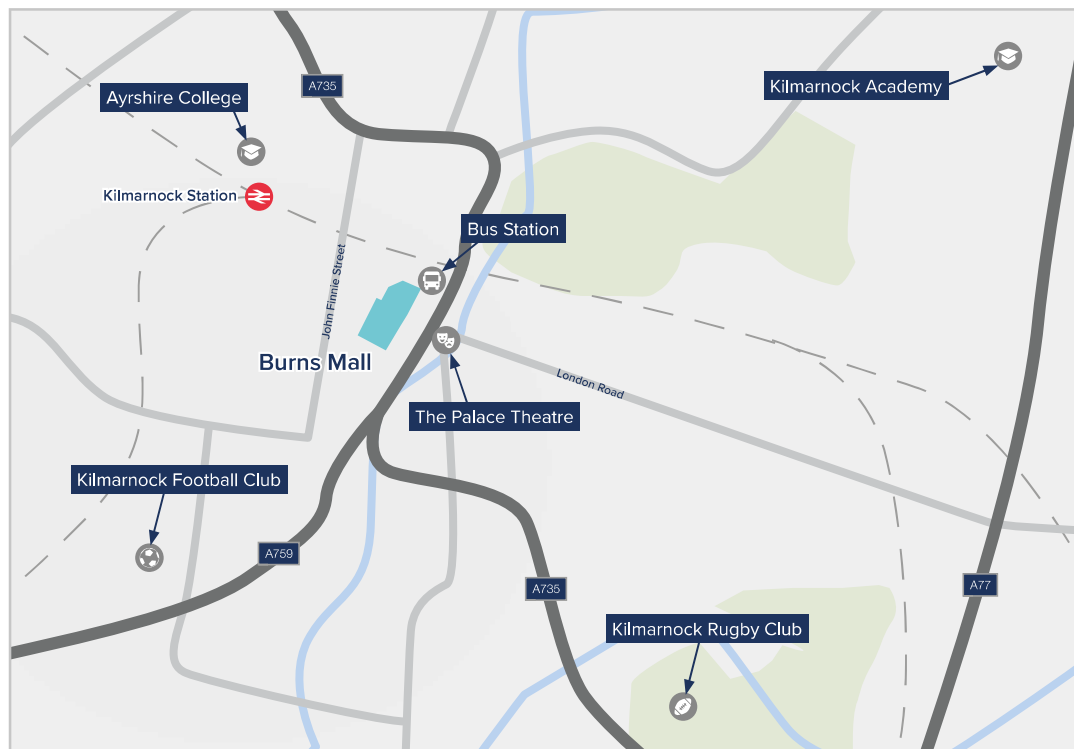 A735
Kilmarnock Academy
Ayrshire College
Kilmarnock Station
Bus Station
John Finnie Street
Burns Mall
London Road
The Palace Theatre
Kilmarnock Football Club
A759
A735
A77
Kilmarnock Rugby Club